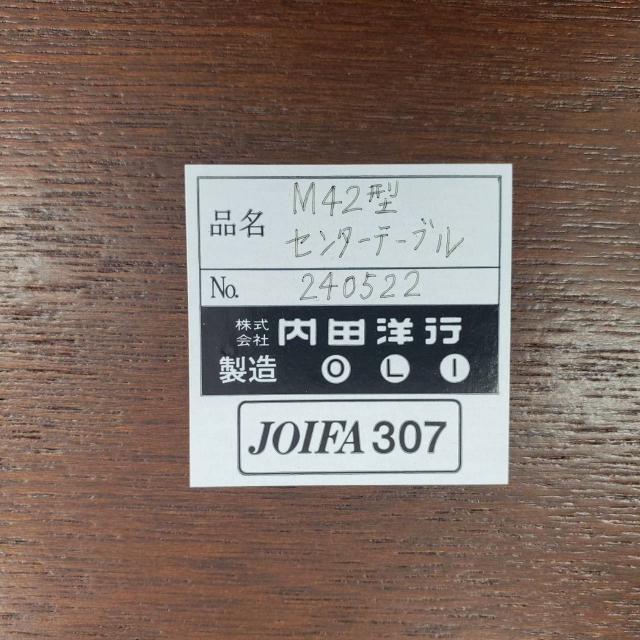 品名 M42型
センターテーブル
No. 240522
株式会社 内田洋行
製造 O L I
JOIFA 307